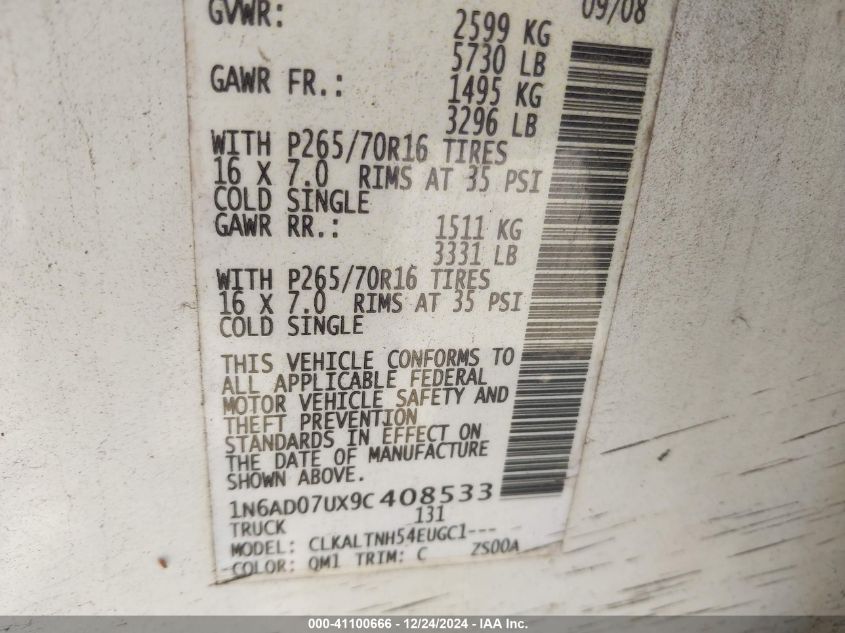 09/08
GVWR: 2599 KG
5730 LB
GAWR FR.: 1495 KG
3296 LB
WITH P265/70R16 TIRES
16 X 7.0 RIMS AT 35 PSI
COLD SINGLE
GAWR RR.: 1511 KG
3331 LB
WITH P265/70R16 TIRES
16 X 7.0 RIMS AT 35 PSI
COLD SINGLE
THIS VEHICLE CONFORMS TO
ALL APPLICABLE FEDERAL
MOTOR VEHICLE SAFETY AND
THEFT PREVENTION
STANDARDS IN EFFECT ON
THE DATE OF MANUFACTURE
SHOWN ABOVE.
1N6AD07UX9C408533
TRUCK 131
MODEL: CLKALTNH54EUGC1---
COLOR: QM1 TRIM: C ZS00A
000-41100666 - 12/24/2024 - IAA Inc.